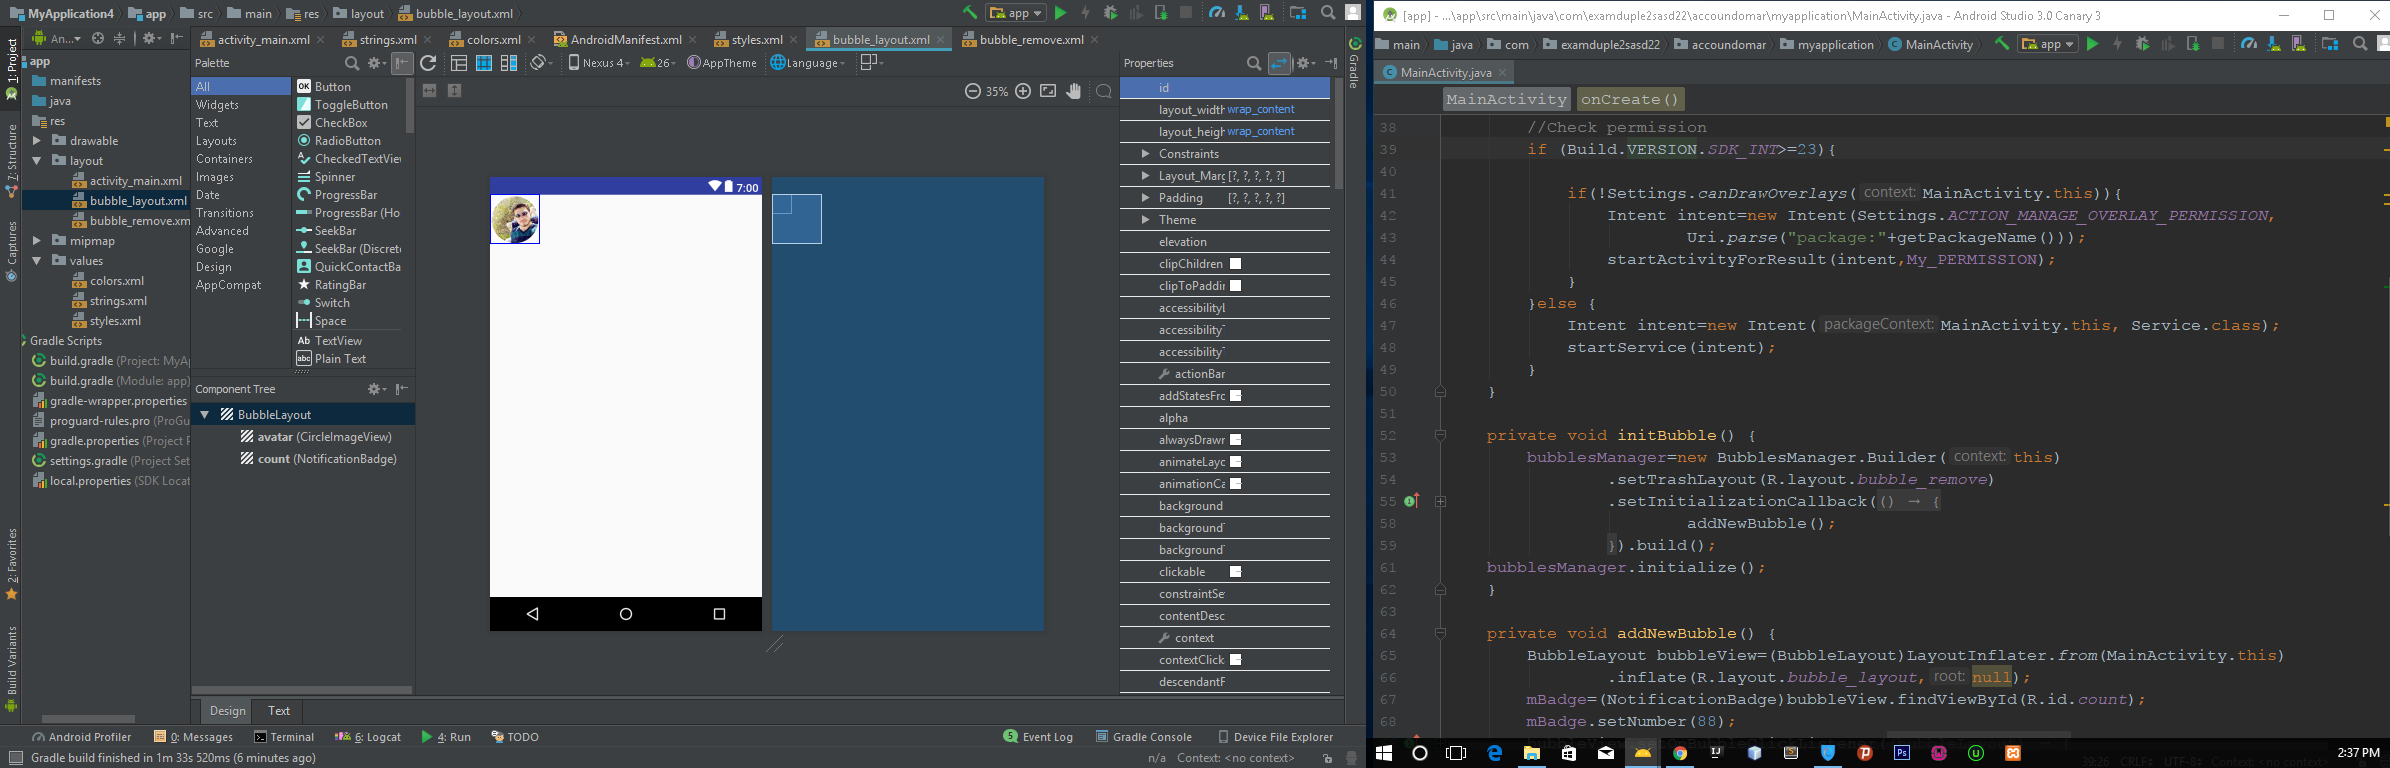 MyApplication4 app src main res layout bubble_layout.xml app
An... activity_main.xml strings.xml colors.xml AndroidManifest.xml styles.xml bubble_layout.xml bubble_remove.xml
1: Project
7: Structure
Captures
2: Favorites
Build Variants
app
manifests
java
res
drawable
layout
activity_main.xml
bubble_layout.xml
bubble_remove.xm
mipmap
values
colors.xml
strings.xml
styles.xml
Gradle Scripts
build.gradle (Project: MyAp
build.gradle (Module: app)
gradle-wrapper.properties
proguard-rules.pro (ProGu
gradle.properties (Project P
settings.gradle (Project Set
local.properties (SDK Locat
Palette
All
Widgets
Text
Layouts
Containers
Images
Date
Transitions
Advanced
Google
Design
AppCompat
OK Button
ToggleButton
CheckBox
RadioButton
CheckedTextView
Spinner
ProgressBar
ProgressBar (Ho
SeekBar
SeekBar (Discret
QuickContactBa
RatingBar
Switch
Space
Ab TextView
abc Plain Text
Component Tree
BubbleLayout
avatar (CircleImageView)
count (NotificationBadge)
Nexus 4 26 AppTheme Language
35%
7:00
Design Text
Properties
id
layout_width wrap_content
layout_heigh wrap_content
Constraints
Layout_Marg [?, ?, ?, ?, ?]
Padding [?, ?, ?, ?, ?]
Theme
elevation
clipChildren
clipToPaddin
accessibilityL
accessibilityT
accessibilityT
actionBar
addStatesFro
alpha
alwaysDrawn
animateLayo
animationCa
background
backgroundT
backgroundT
clickable
constraintSe
contentDesc
context
contextClick
descendantF
Gradle
Android Profiler 0: Messages Terminal 6: Logcat 4: Run TODO 5 Event Log Gradle Console Device File Explorer
Gradle build finished in 1m 33s 520ms (6 minutes ago) n/a Context: <no context>
[app] - ...\app\src\main\java\com\examduple2sasd22\accoundomar\myapplication\MainActivity.java - Android Studio 3.0 Canary 3
main java com examduple2sasd22 accoundomar myapplication MainActivity app
MainActivity.java
MainActivity onCreate()
38 //Check permission
39 if (Build.VERSION.SDK_INT>=23){
40
41 if(!Settings.canDrawOverlays( context: MainActivity.this)){
42 Intent intent=new Intent(Settings.ACTION_MANAGE_OVERLAY_PERMISSION,
43 Uri.parse("package:"+getPackageName()));
44 startActivityForResult(intent,My_PERMISSION);
45 }
46 }else {
47 Intent intent=new Intent( packageContext: MainActivity.this, Service.class);
48 startService(intent);
49 }
50 }
51
52 private void initBubble() {
53 bubblesManager=new BubblesManager.Builder( context: this)
54 .setTrashLayout(R.layout.bubble_remove)
55 .setInitializationCallback(() → {
58 addNewBubble();
59 }).build();
61 bubblesManager.initialize();
62 }
63
64 private void addNewBubble() {
65 BubbleLayout bubbleView=(BubbleLayout)LayoutInflater.from(MainActivity.this)
66 .inflate(R.layout.bubble_layout, root: null);
67 mBadge=(NotificationBadge)bubbleView.findViewById(R.id.count);
68 mBadge.setNumber(88);
2:37 PM